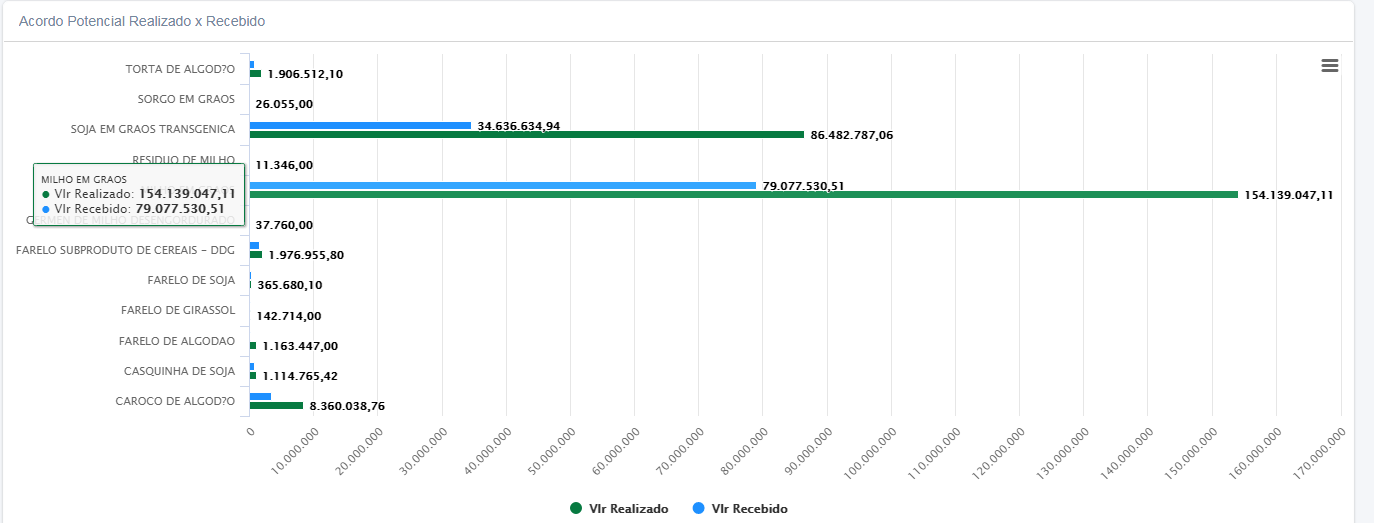 Acordo Potencial Realizado x Recebido
TORTA DE ALGOD?O
1.906.512,10
SORGO EM GRAOS
26.055,00
SOJA EM GRAOS TRANSGENICA
34.636.634,94
86.482.787,06
RESIDUO DE MILHO
11.346,00
MILHO EM GRAOS
Vlr Realizado: 154.139.047,11
Vlr Recebido: 79.077.530,51
79.077.530,51
154.139.047,11
GERMEN DE MILHO DESENGORDURADO
37.760,00
FARELO SUBPRODUTO DE CEREAIS - DDG
1.976.955,80
FARELO DE SOJA
365.680,10
FARELO DE GIRASSOL
142.714,00
FARELO DE ALGODAO
1.163.447,00
CASQUINHA DE SOJA
1.114.765,42
CAROCO DE ALGOD?O
8.360.038,76
0
10.000.000
20.000.000
30.000.000
40.000.000
50.000.000
60.000.000
70.000.000
80.000.000
90.000.000
100.000.000
110.000.000
120.000.000
130.000.000
140.000.000
150.000.000
160.000.000
170.000.000
Vlr Realizado
Vlr Recebido